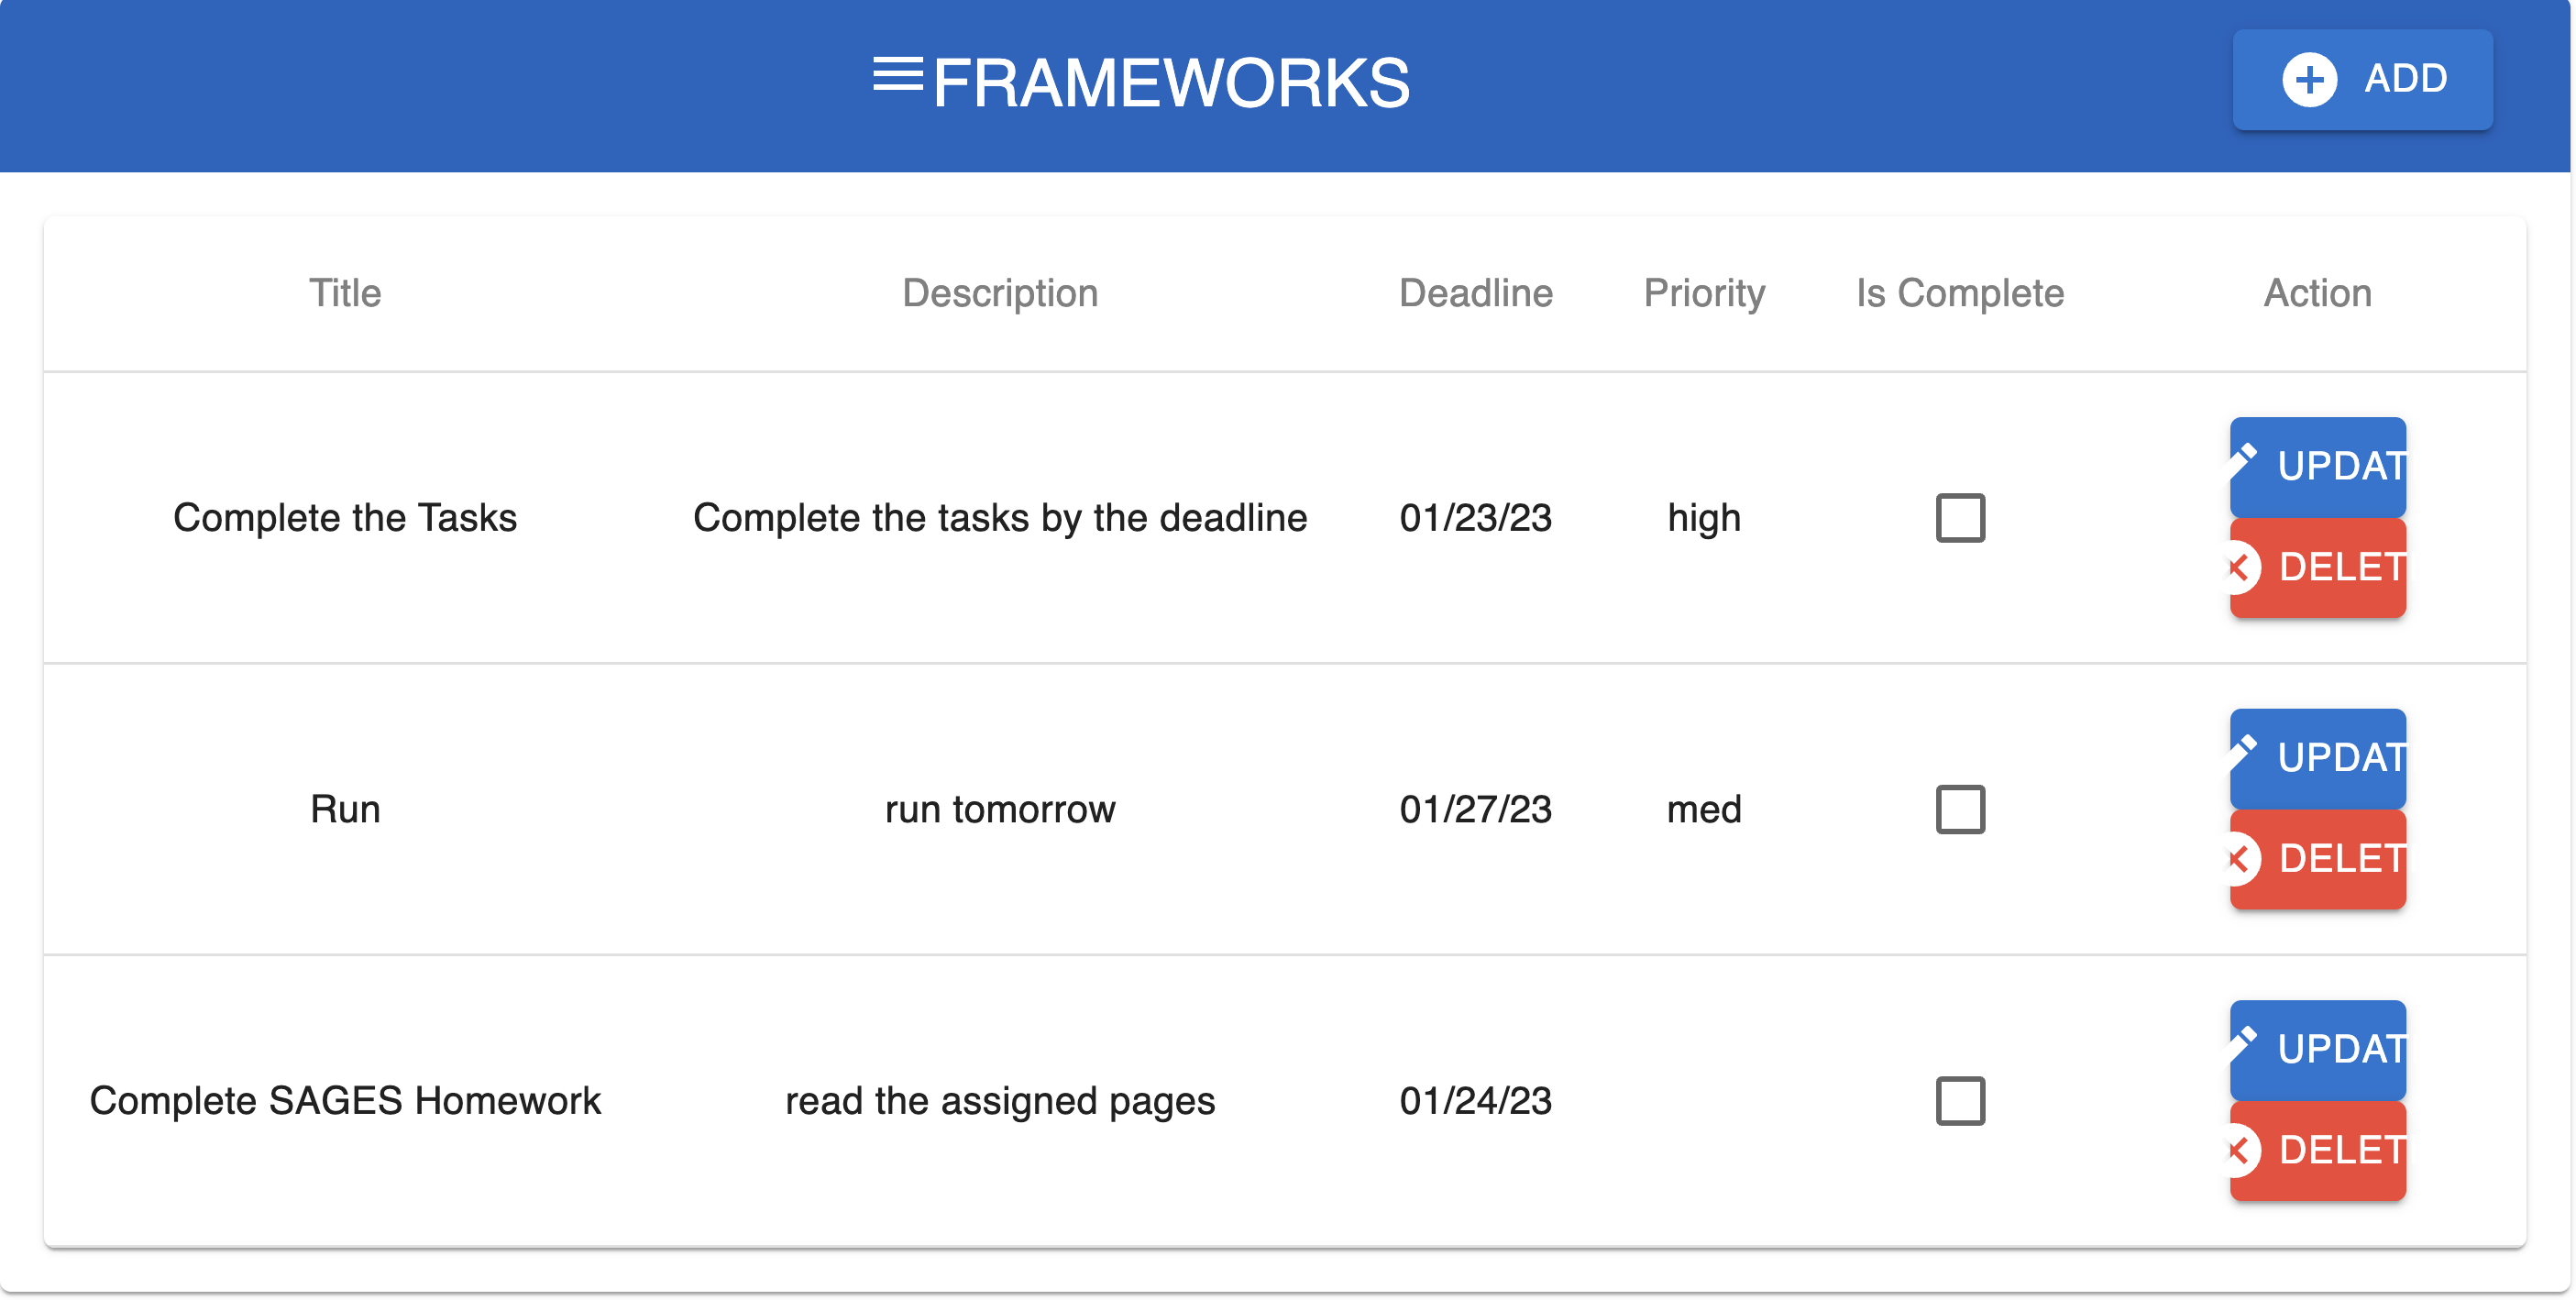 FRAMEWORKS
ADD
Title Description Deadline Priority Is Complete Action
UPDAT
Complete the Tasks Complete the tasks by the deadline 01/23/23 high
DELET
UPDAT
Run run tomorrow 01/27/23 med
DELET
UPDAT
Complete SAGES Homework read the assigned pages 01/24/23
DELET